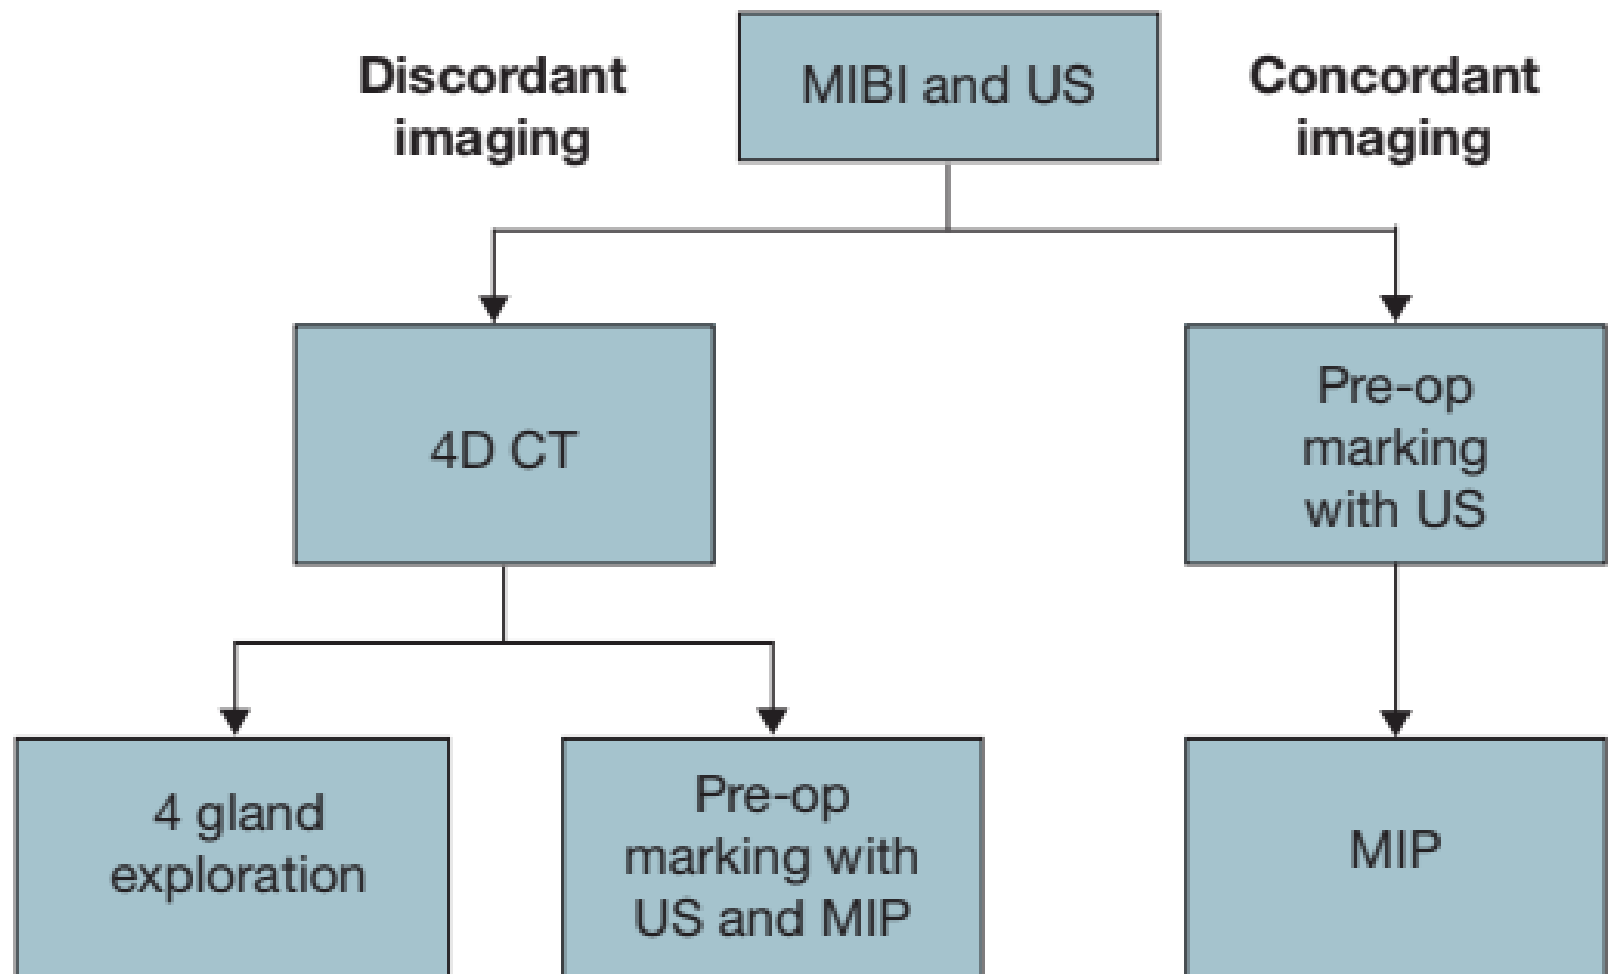 Discordant
imaging
MIBI and US
Concordant
imaging
4D CT
Pre-op
marking
with US
4 gland
exploration
Pre-op
marking with
US and MIP
MIP